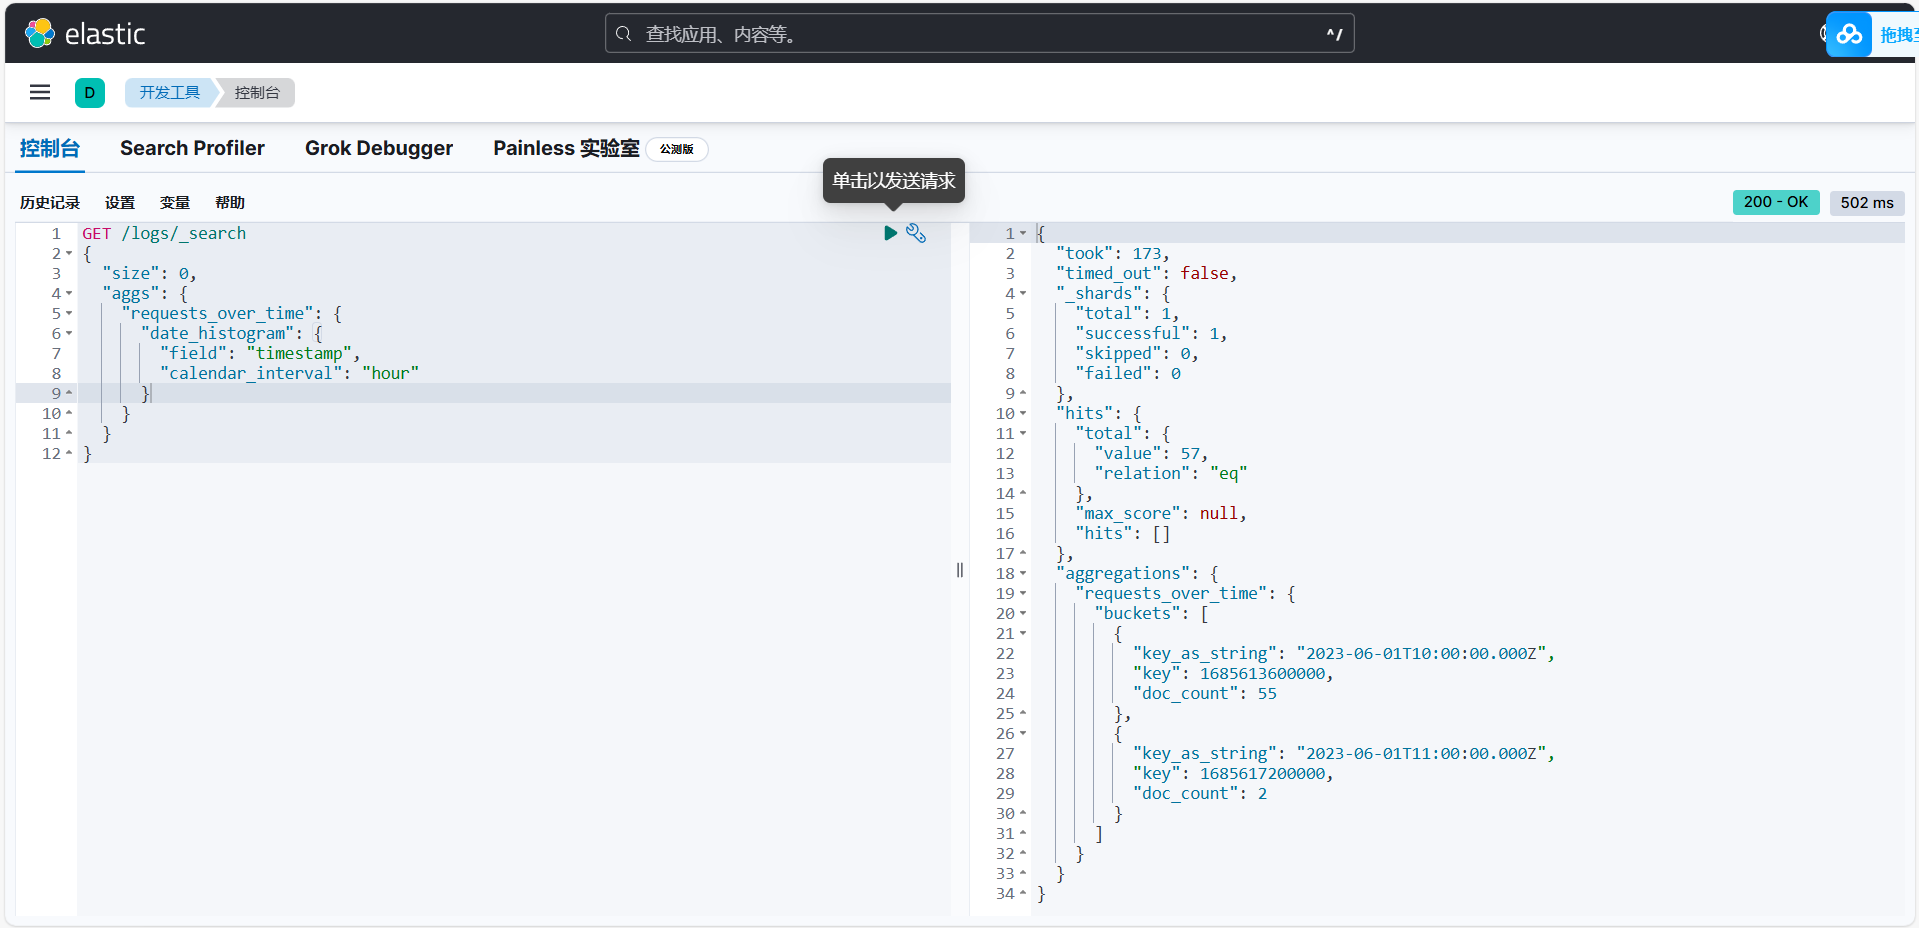 elastic
查找应用、内容等。
^/
拖拽至
D
开发工具
控制台
控制台
Search Profiler
Grok Debugger
Painless 实验室
公测版
单击以发送请求
历史记录
设置
变量
帮助
200 - OK
502 ms
1 GET /logs/_search
2 {
3   "size": 0,
4   "aggs": {
5     "requests_over_time": {
6       "date_histogram": {
7         "field": "timestamp",
8         "calendar_interval": "hour"
9       }
10     }
11   }
12 }
1 {
2   "took": 173,
3   "timed_out": false,
4   "_shards": {
5     "total": 1,
6     "successful": 1,
7     "skipped": 0,
8     "failed": 0
9   },
10   "hits": {
11     "total": {
12       "value": 57,
13       "relation": "eq"
14     },
15     "max_score": null,
16     "hits": []
17   },
18   "aggregations": {
19     "requests_over_time": {
20       "buckets": [
21         {
22           "key_as_string": "2023-06-01T10:00:00.000Z",
23           "key": 1685613600000,
24           "doc_count": 55
25         },
26         {
27           "key_as_string": "2023-06-01T11:00:00.000Z",
28           "key": 1685617200000,
29           "doc_count": 2
30         }
31       ]
32     }
33   }
34 }